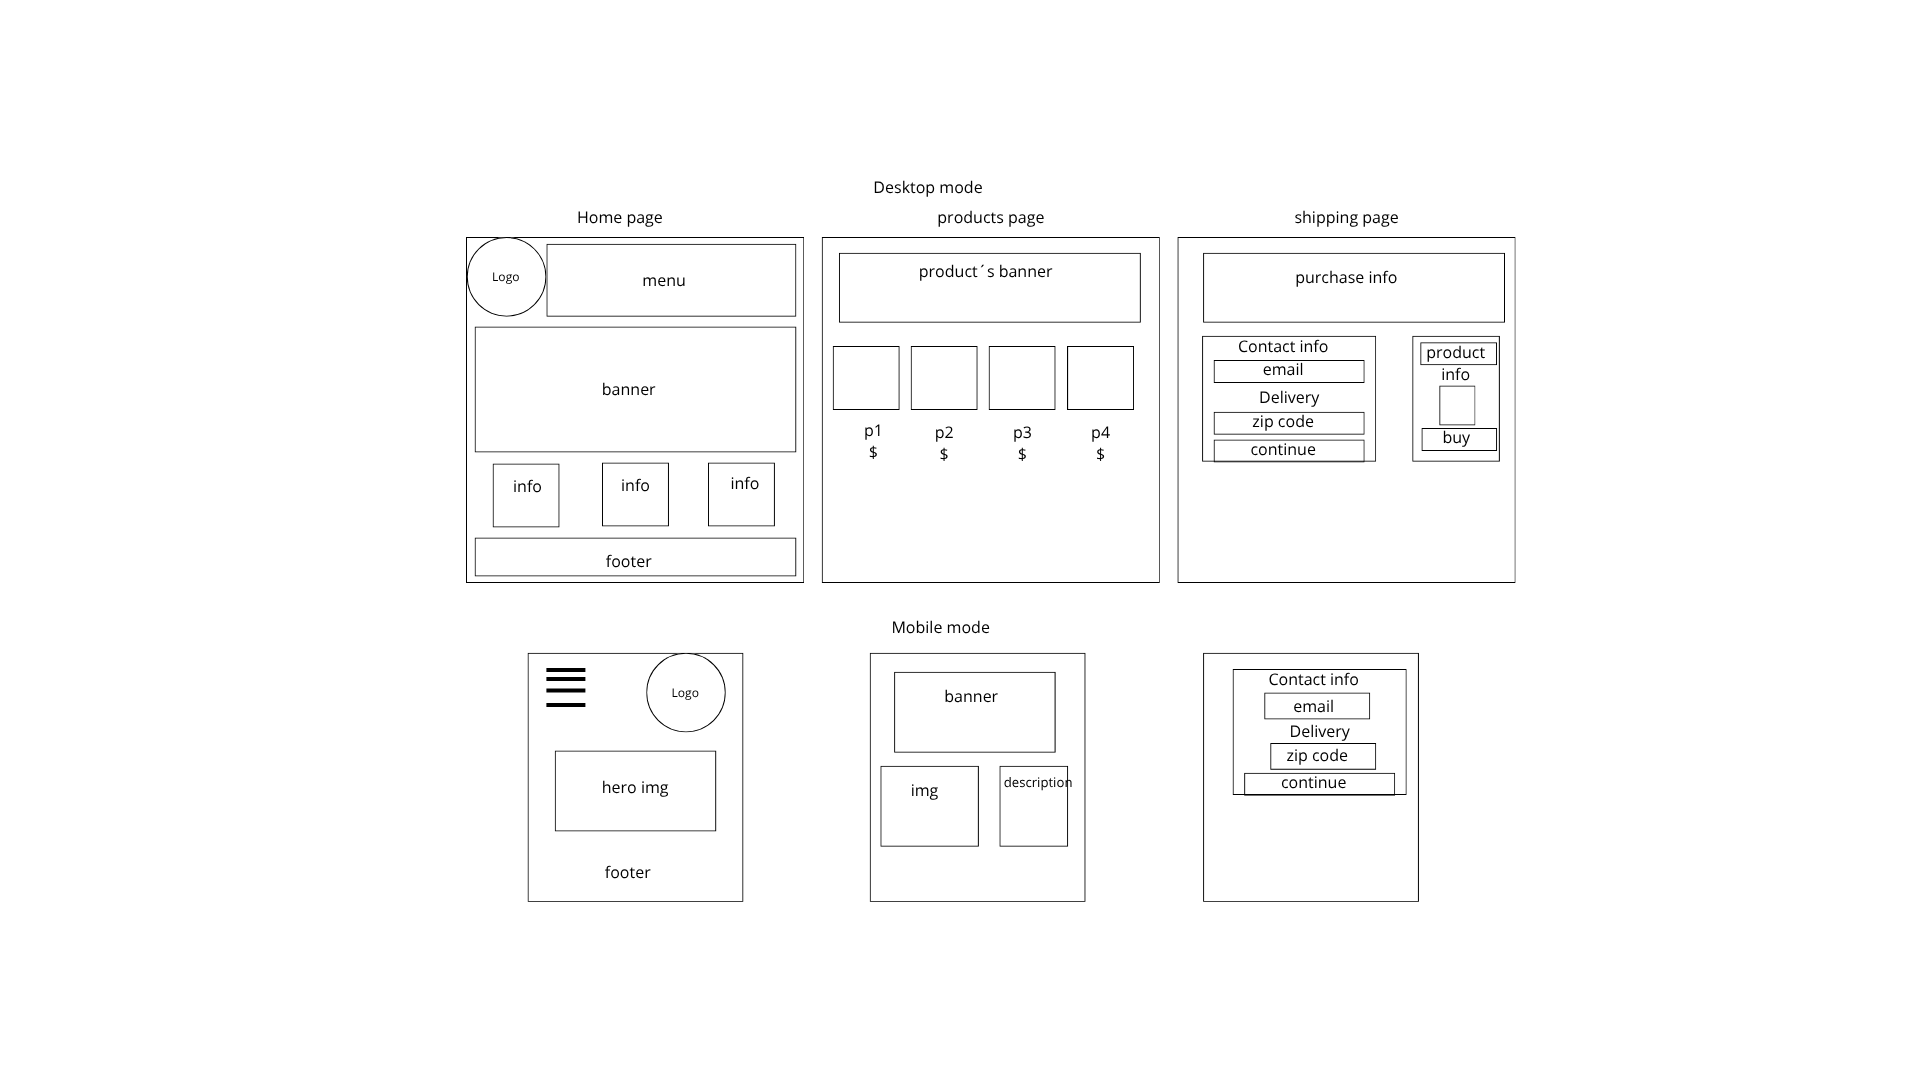 Desktop mode
Home page
products page
shipping page
Logo
menu
banner
info
info
info
footer
product´s banner
p1
$
p2
$
p3
$
p4
$
purchase info
Contact info
email
Delivery
zip code
continue
product
info
buy
Mobile mode
Logo
hero img
footer
banner
img
description
Contact info
email
Delivery
zip code
continue